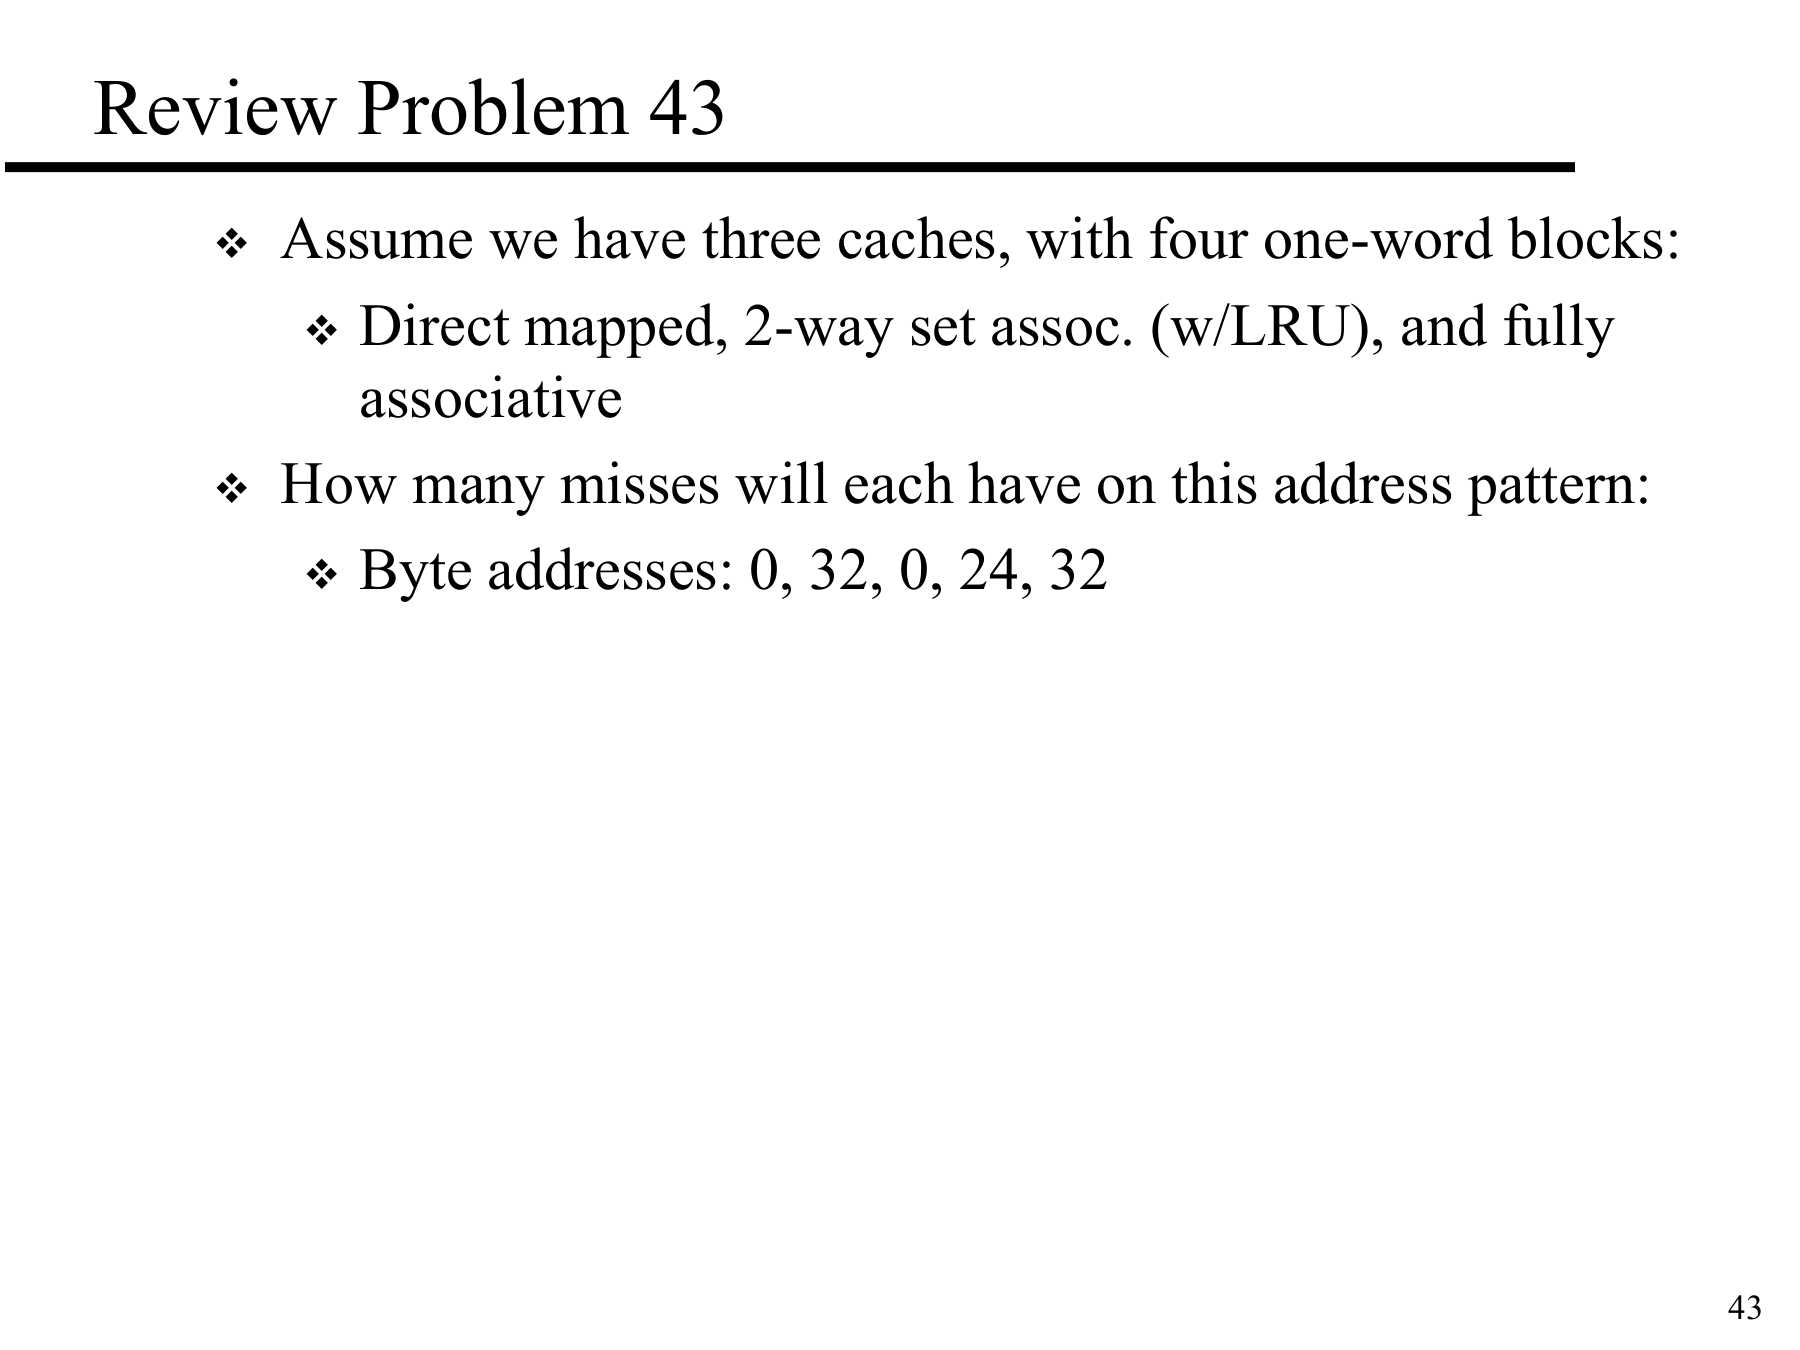 Review Problem 43
❖ Assume we have three caches, with four one-word blocks:
❖ Direct mapped, 2-way set assoc. (w/LRU), and fully
associative
❖ How many misses will each have on this address pattern:
❖ Byte addresses: 0, 32, 0, 24, 32
43